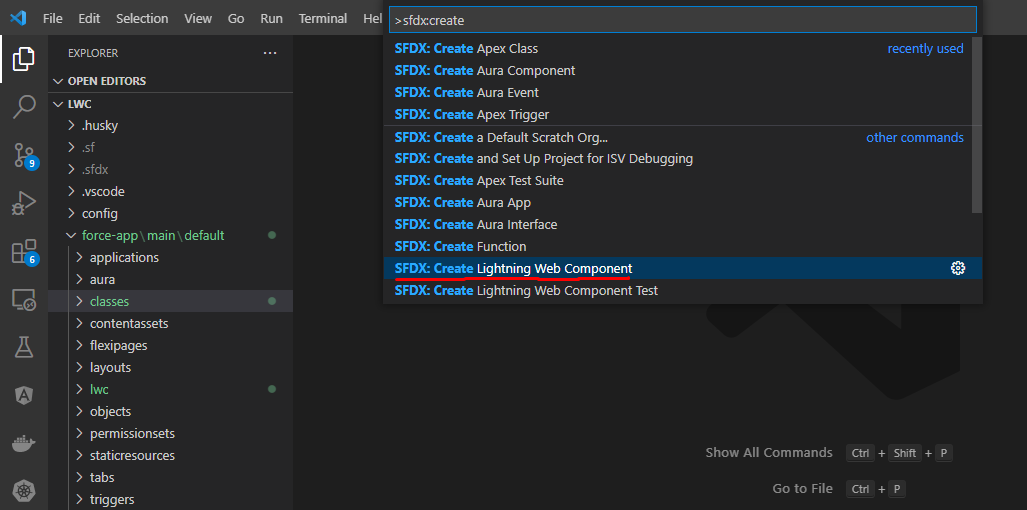 File Edit Selection View Go Run Terminal Hel
>sfdx:create
SFDX: Create Apex Class recently used
SFDX: Create Aura Component
SFDX: Create Aura Event
SFDX: Create Apex Trigger
SFDX: Create a Default Scratch Org... other commands
SFDX: Create and Set Up Project for ISV Debugging
SFDX: Create Apex Test Suite
SFDX: Create Aura App
SFDX: Create Aura Interface
SFDX: Create Function
SFDX: Create Lightning Web Component
SFDX: Create Lightning Web Component Test
EXPLORER
OPEN EDITORS
LWC
.husky
.sf
.sfdx
.vscode
config
force-app\main\default
applications
aura
classes
contentassets
flexipages
layouts
lwc
objects
permissionsets
staticresources
tabs
triggers
9
6
A
Show All Commands Ctrl + Shift + P
Go to File Ctrl + P